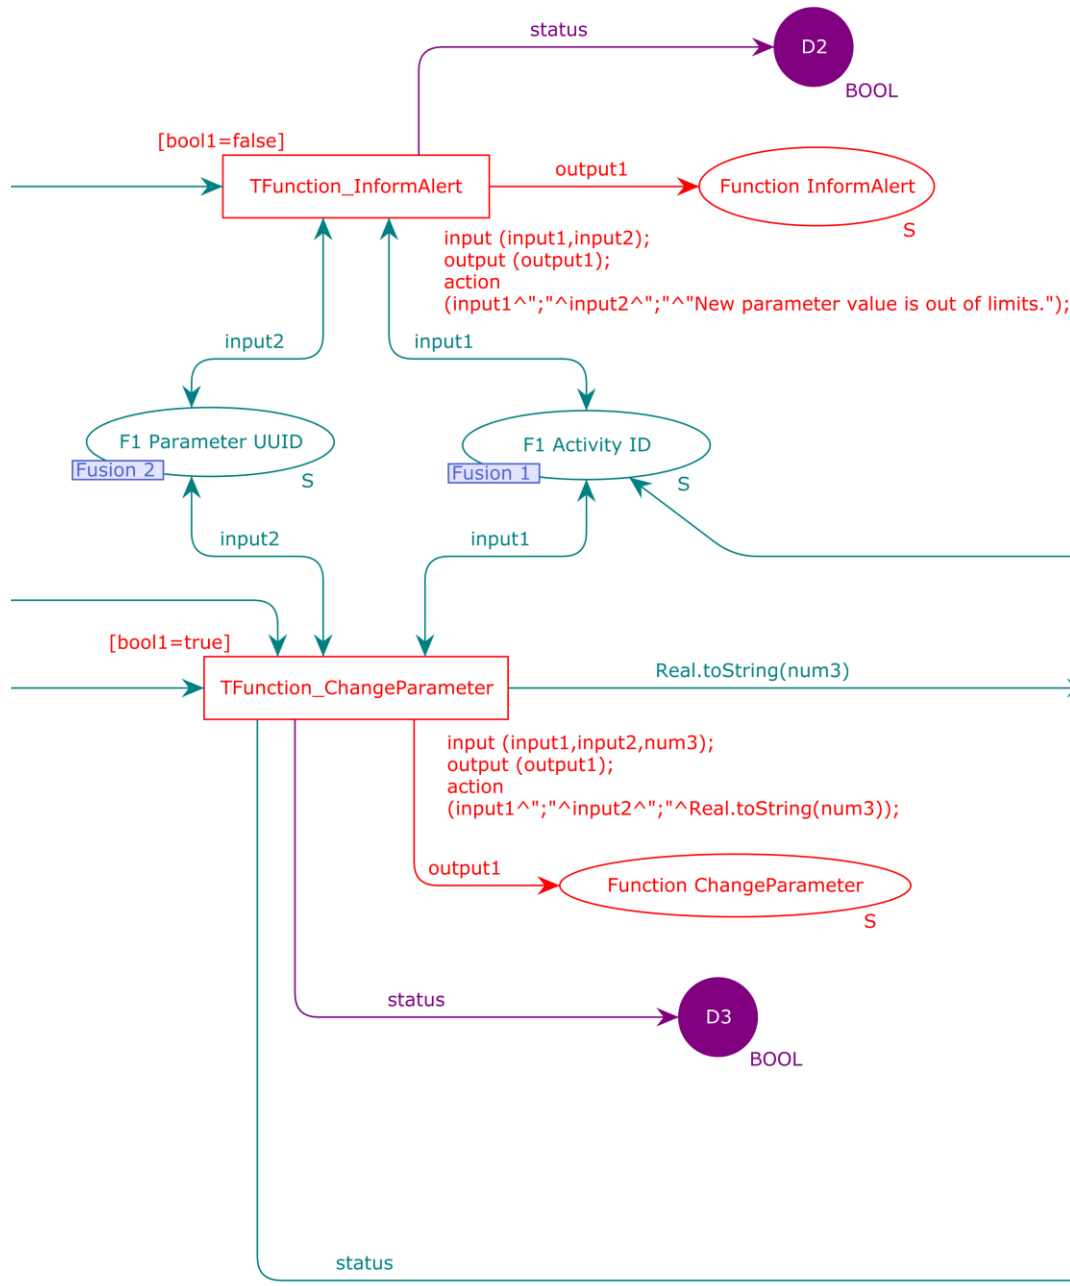 status
D2
BOOL
[bool1=false]
TFunction_InformAlert
output1
Function InformAlert
S
input (input1,input2);
output (output1);
action
(input1^";"^input2^";"^"New parameter value is out of limits.");
input2
input1
F1 Parameter UUID
Fusion 2
S
F1 Activity ID
Fusion 1
S
input2
input1
[bool1=true]
TFunction_ChangeParameter
Real.toString(num3)
input (input1,input2,num3);
output (output1);
action
(input1^";"^input2^";"^Real.toString(num3));
output1
Function ChangeParameter
S
status
D3
BOOL
status